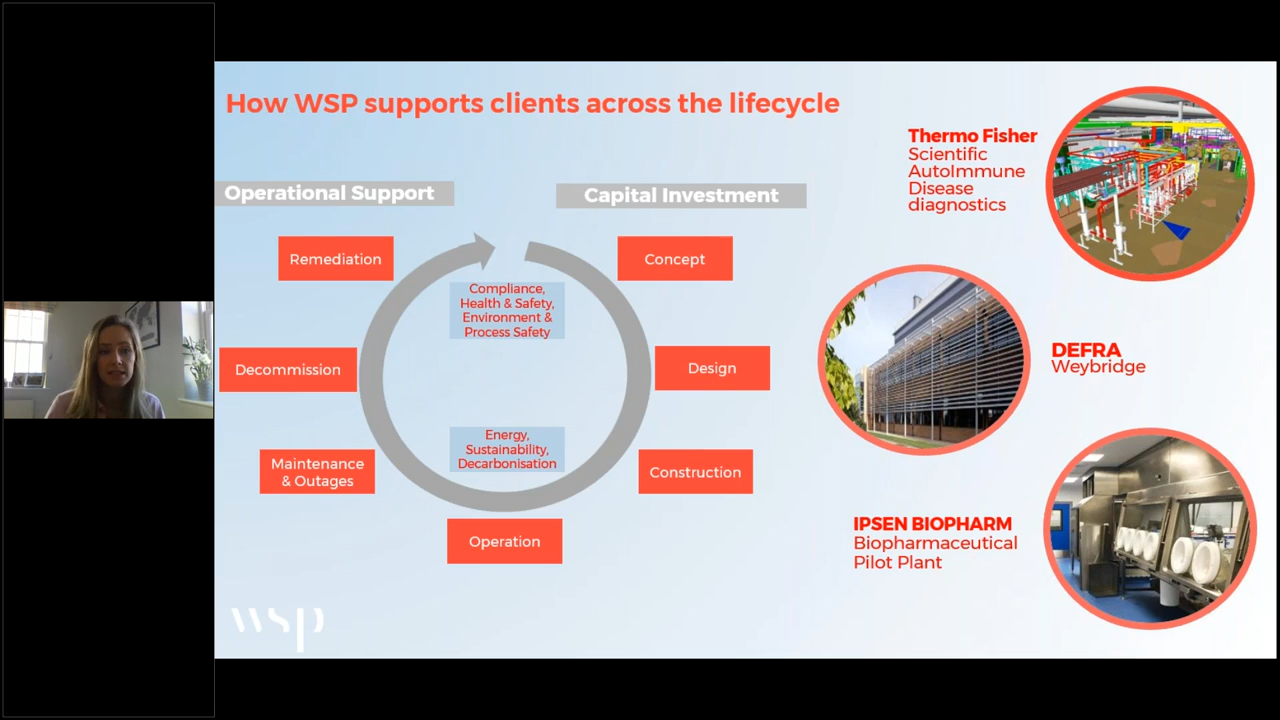 How WSP supports clients across the lifecycle
Operational Support
Capital Investment
Remediation
Concept
Compliance,
Health & Safety,
Environment &
Process Safety
Decommission
Design
Energy,
Sustainability,
Decarbonisation
Maintenance
& Outages
Construction
Operation
Thermo Fisher
Scientific
AutoImmune
Disease
diagnostics
DEFRA
Weybridge
IPSEN BIOPHARM
Biopharmaceutical
Pilot Plant
wsp